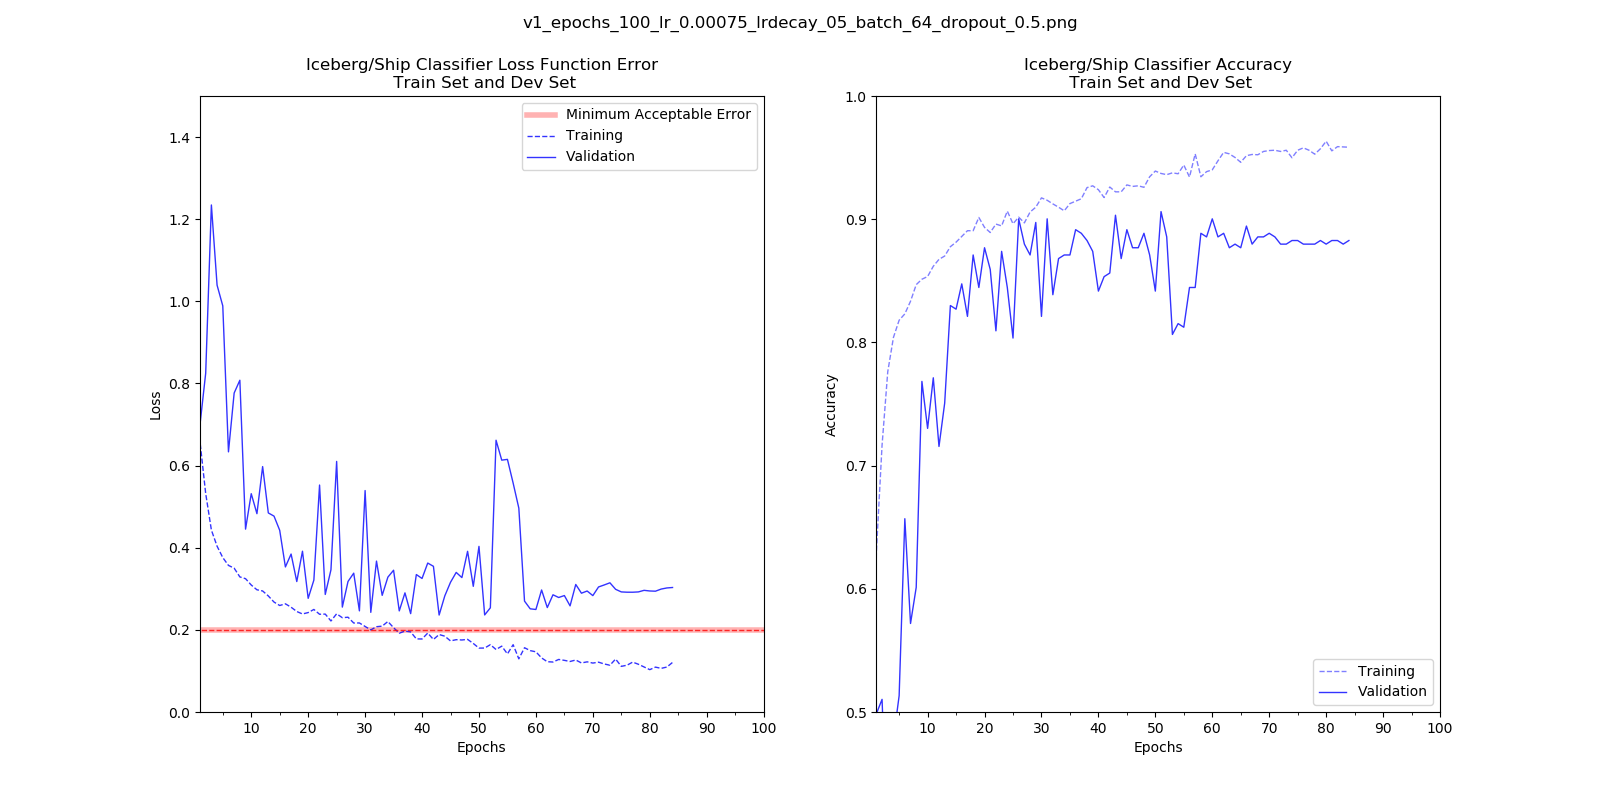 v1_epochs_100_lr_0.00075_lrdecay_05_batch_64_dropout_0.5.png
Iceberg/Ship Classifier Loss Function Error
Train Set and Dev Set
Minimum Acceptable Error
Training
Validation
1.4
1.2
1.0
0.8
0.6
0.4
0.2
0.0
Loss
10 20 30 40 50 60 70 80 90 100
Epochs
Iceberg/Ship Classifier Accuracy
Train Set and Dev Set
1.0
0.9
0.8
0.7
0.6
0.5
Accuracy
Training
Validation
10 20 30 40 50 60 70 80 90 100
Epochs